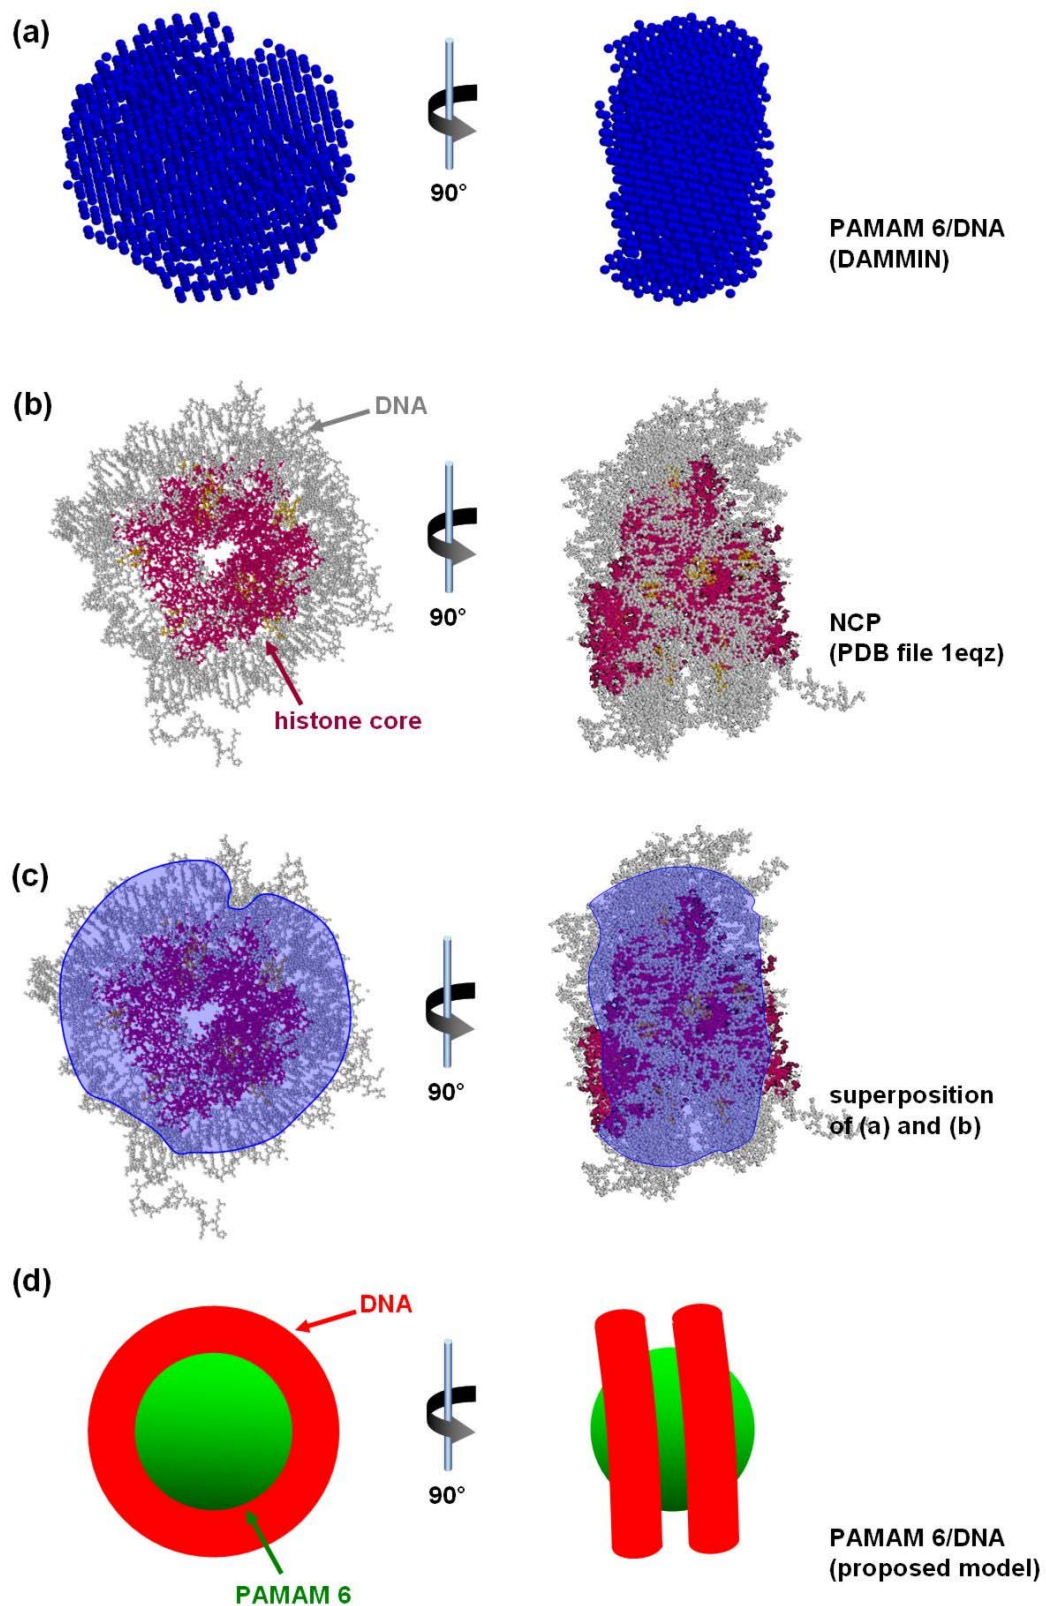 (a)
90°
PAMAM 6/DNA
(DAMMIN)
(b)
DNA
90°
histone core
NCP
(PDB file 1eqz)
(c)
90°
superposition
of (a) and (b)
(d)
DNA
90°
PAMAM 6
PAMAM 6/DNA
(proposed model)